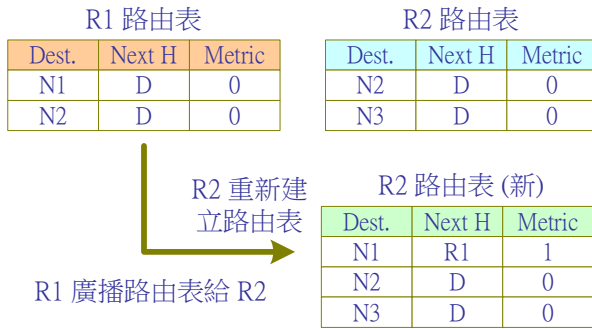 R1 路由表
Dest. Next H Metric
N1 D 0
N2 D 0
R2 路由表
Dest. Next H Metric
N2 D 0
N3 D 0
R2 重新建
立路由表
R1 廣播路由表給 R2
R2 路由表 (新)
Dest. Next H Metric
N1 R1 1
N2 D 0
N3 D 0